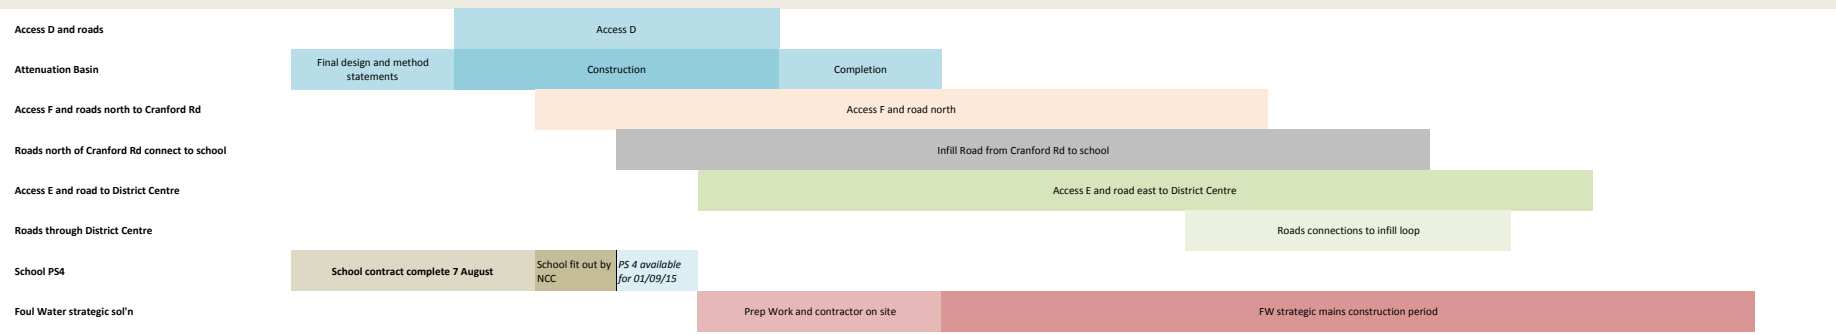 Access D and roads
Access D
Attenuation Basin
Final design and method
statements
Construction
Completion
Access F and roads north to Cranford Rd
Access F and road north
Roads north of Cranford Rd connect to school
Infill Road from Cranford Rd to school
Access E and road to District Centre
Access E and road east to District Centre
Roads through District Centre
Roads connections to infill loop
School PS4
School contract complete 7 August
School fit out by
NCC
PS 4 available
for 01/09/15
Foul Water strategic sol'n
Prep Work and contractor on site
FW strategic mains construction period